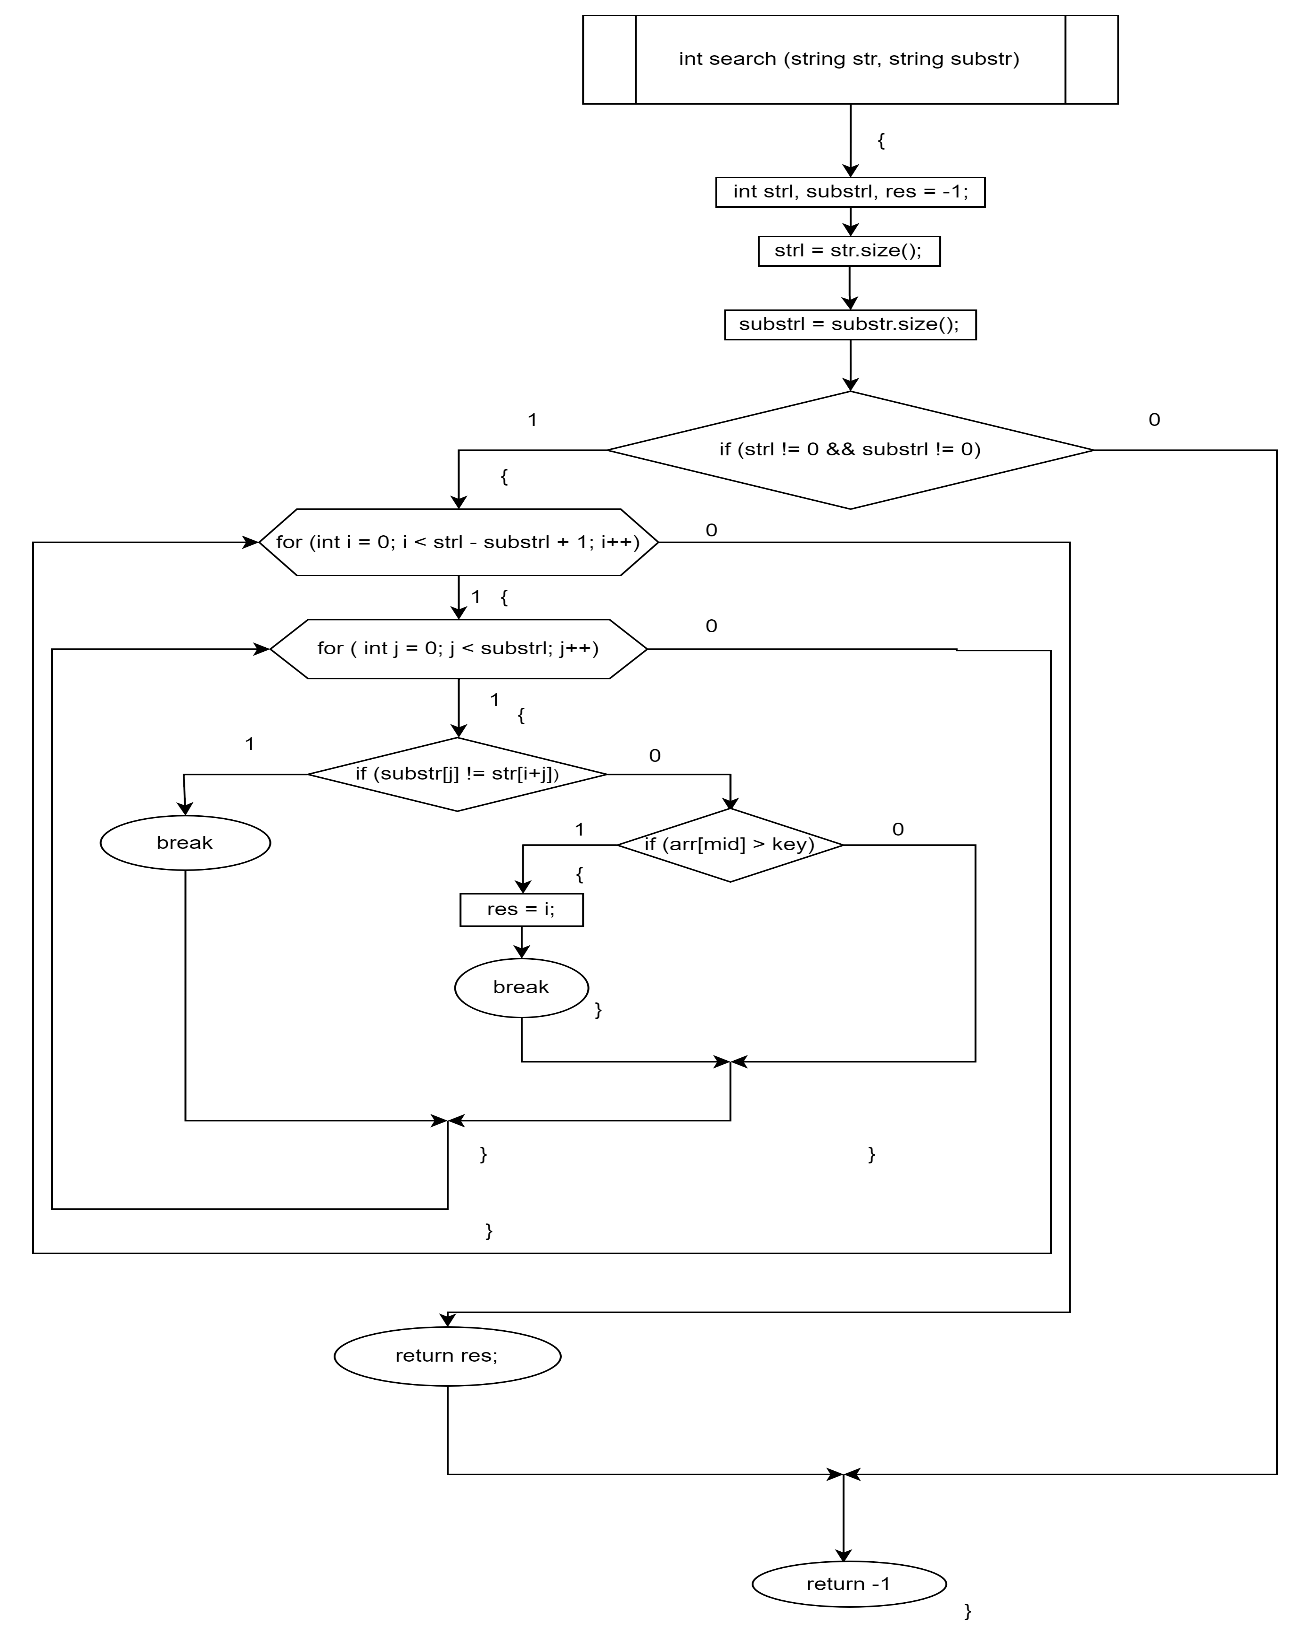 int search (string str, string substr)
{
int strl, substrl, res = -1;
strl = str.size();
substrl = substr.size();
1
0
if (strl != 0 && substrl != 0)
{
for (int i = 0; i < strl - substrl + 1; i++)
0
1 {
for ( int j = 0; j < substrl; j++)
0
1
{
1
0
if (substr[j] != str[i+j])
break
1
0
if (arr[mid] > key)
{
res = i;
break
}
}
}
}
return res;
return -1
}